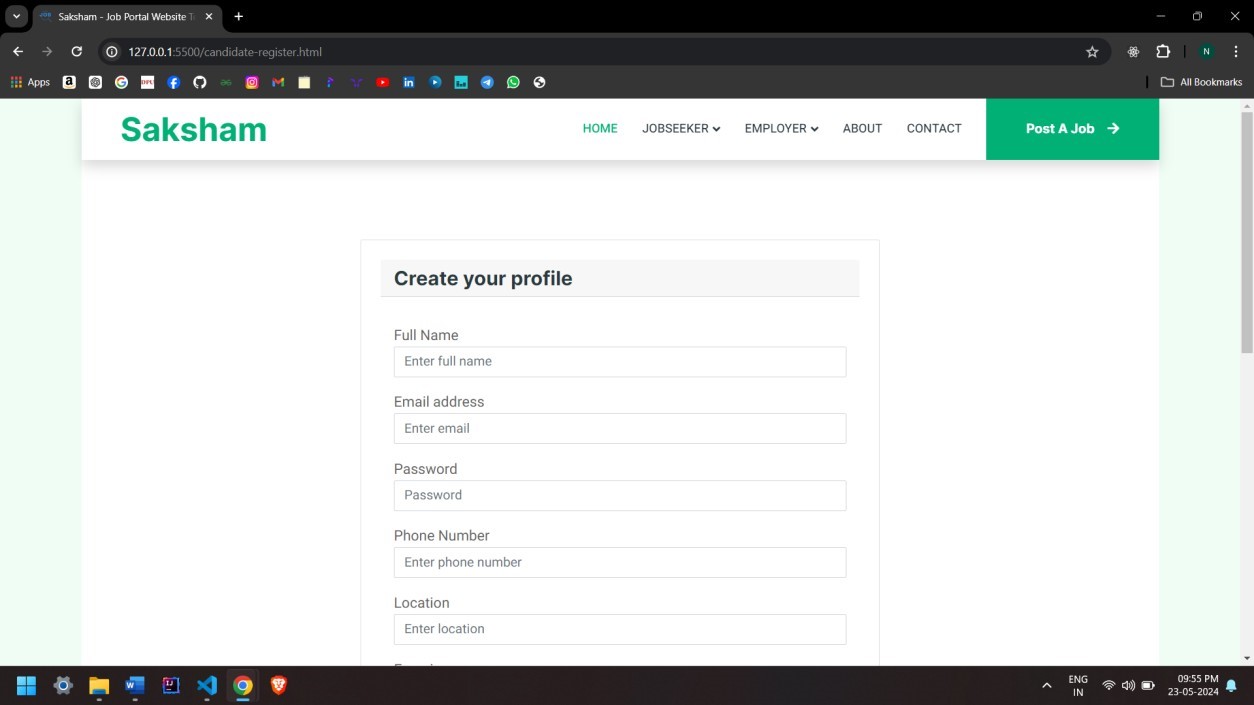 Saksham - Job Portal Website T
127.0.0.1:5500/candidate-register.html
N
Apps
All Bookmarks
Saksham
HOME JOBSEEKER EMPLOYER ABOUT CONTACT Post A Job
Create your profile
Full Name
Enter full name
Email address
Enter email
Password
Password
Phone Number
Enter phone number
Location
Enter location
ENG
IN
09:55 PM
23-05-2024